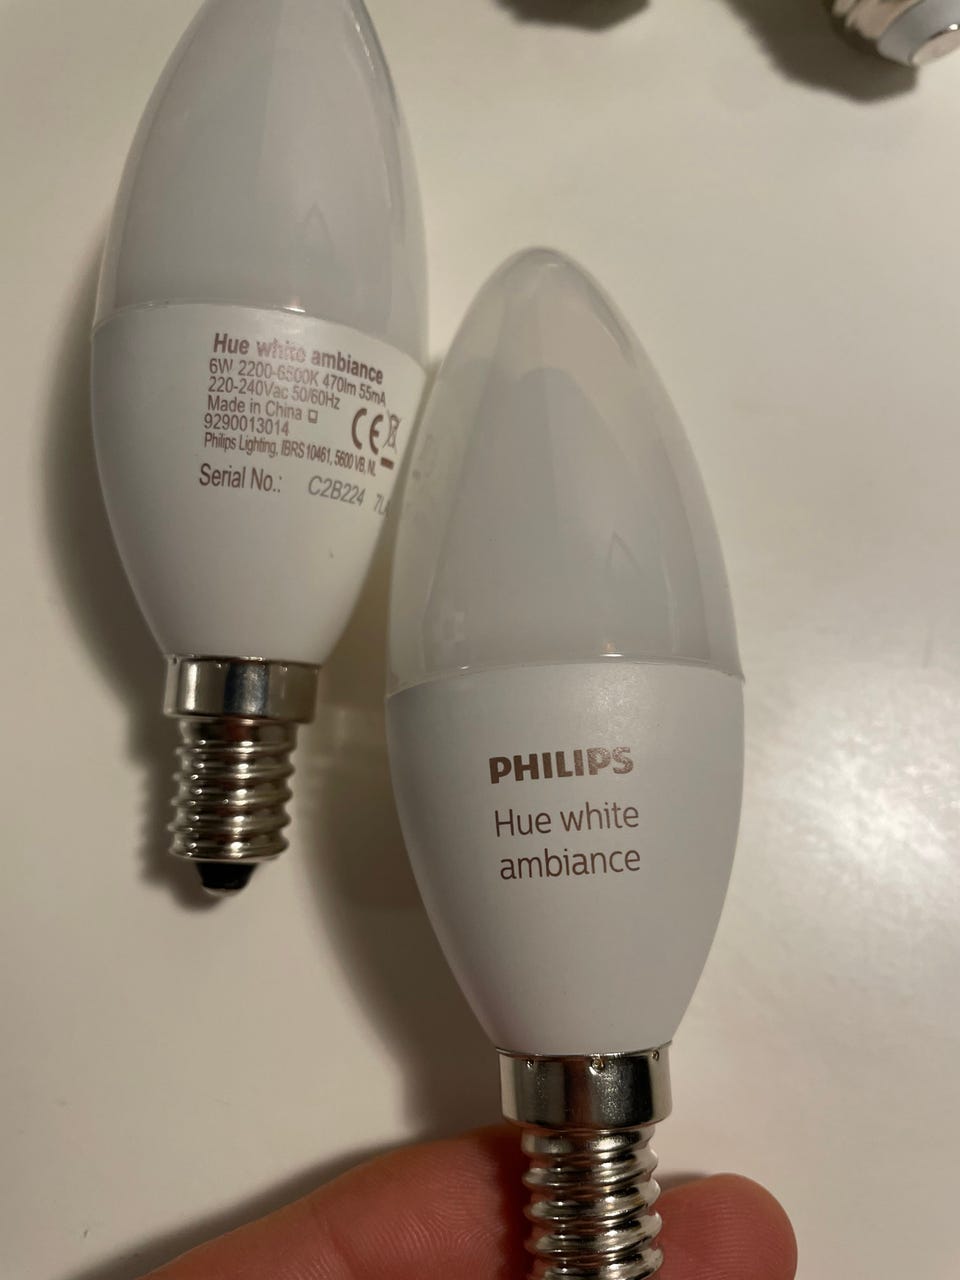 Hue white ambiance
6W 2200-6500K 470lm 55mA
220-240Vac 50/60Hz
Made in China
CE
9290013014
Philips Lighting, IBRS 10461, 5600 VB, NL
Serial No.: C2B224
PHILIPS
Hue white
ambiance